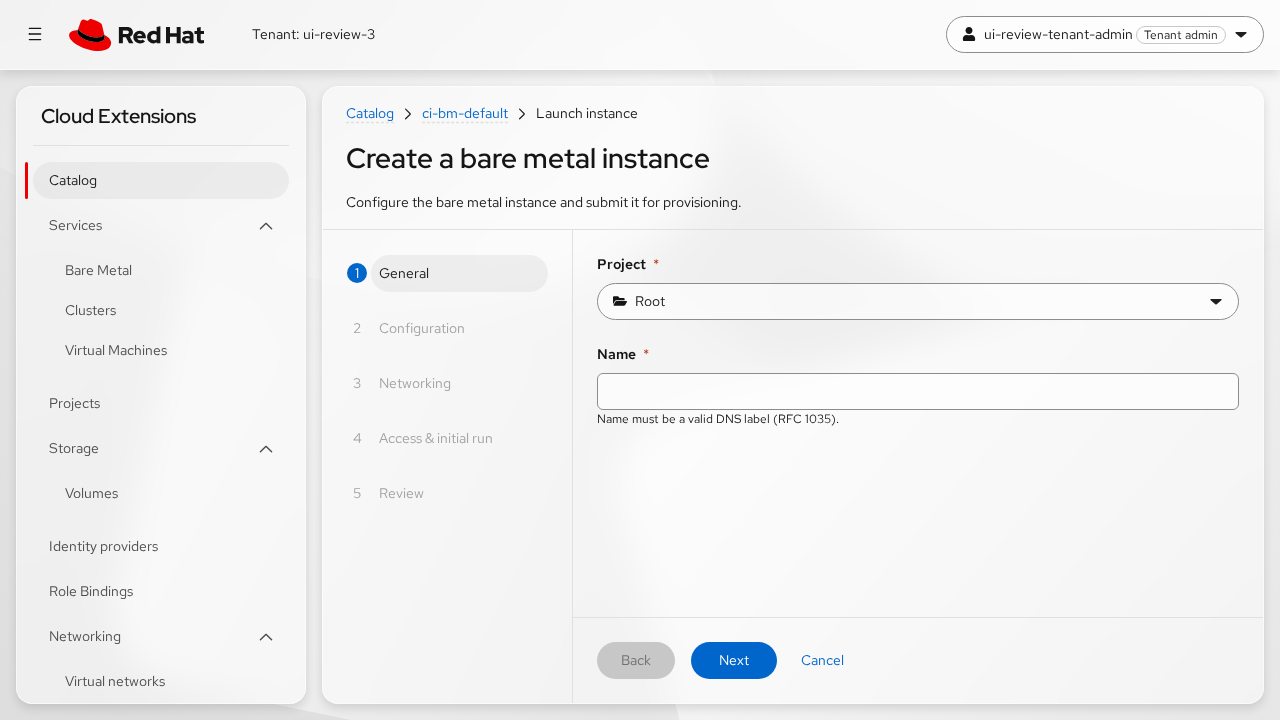 Red Hat
Tenant: ui-review-3
ui-review-tenant-admin Tenant admin
Cloud Extensions
Catalog
Services
Bare Metal
Clusters
Virtual Machines
Projects
Storage
Volumes
Identity providers
Role Bindings
Networking
Virtual networks
Catalog ci-bm-default Launch instance
Create a bare metal instance
Configure the bare metal instance and submit it for provisioning.
1 General
2 Configuration
3 Networking
4 Access & initial run
5 Review
Project *
Root
Name *
Name must be a valid DNS label (RFC 1035).
Back Next Cancel